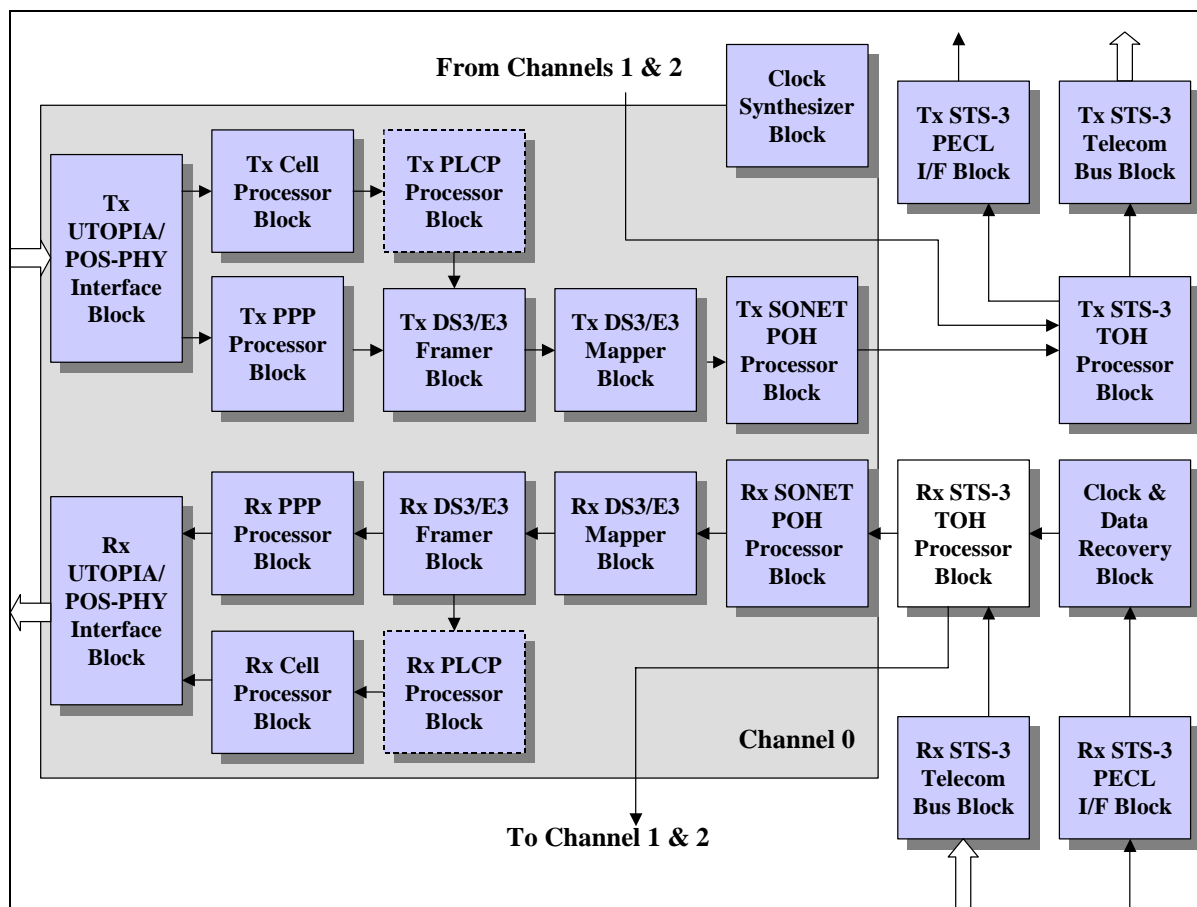 From Channels 1 & 2
Clock
Synthesizer
Block
Tx STS-3
PECL
I/F Block
Tx STS-3
Telecom
Bus Block
Tx
UTOPIA/
POS-PHY
Interface
Block
Tx Cell
Processor
Block
Tx PLCP
Processor
Block
Tx PPP
Processor
Block
Tx DS3/E3
Framer
Block
Tx DS3/E3
Mapper
Block
Tx SONET
POH
Processor
Block
Tx STS-3
TOH
Processor
Block
Rx
UTOPIA/
POS-PHY
Interface
Block
Rx PPP
Processor
Block
Rx DS3/E3
Framer
Block
Rx DS3/E3
Mapper
Block
Rx SONET
POH
Processor
Block
Rx STS-3
TOH
Processor
Block
Clock &
Data
Recovery
Block
Rx Cell
Processor
Block
Rx PLCP
Processor
Block
Channel 0
Rx STS-3
Telecom
Bus Block
Rx STS-3
PECL
I/F Block
To Channel 1 & 2